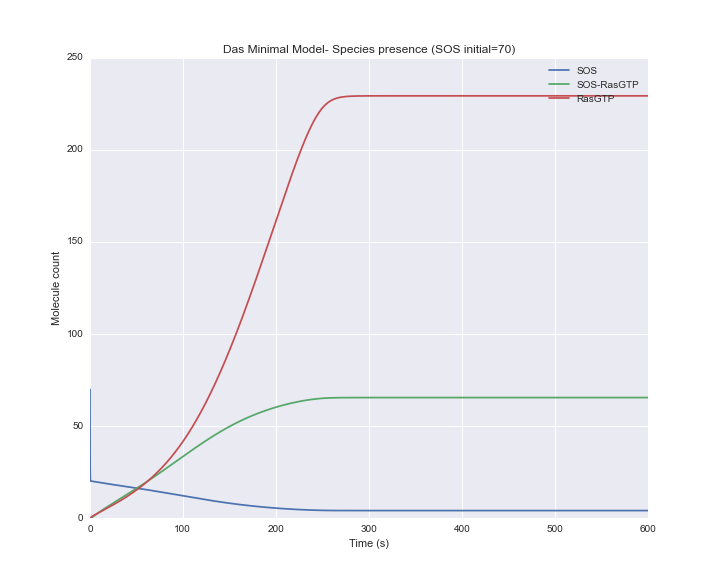 Das Minimal Model- Species presence (SOS initial=70)
250
200
150
100
50
0
Molecule count
SOS
SOS-RasGTP
RasGTP
0 100 200 300 400 500 600
Time (s)